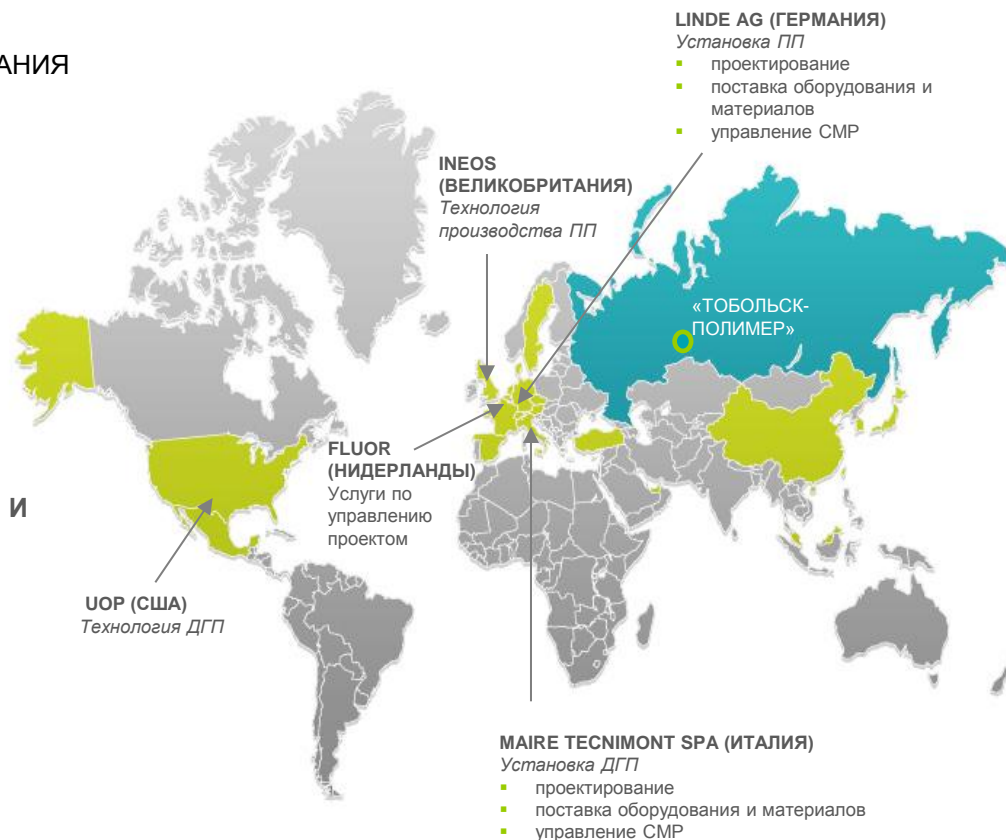 АНИЯ
LINDE AG (ГЕРМАНИЯ)
Установка ПП
▪ проектирование
▪ поставка оборудования и
материалов
▪ управление СМР
INEOS
(ВЕЛИКОБРИТАНИЯ)
Технология
производства ПП
«ТОБОЛЬСК-
ПОЛИМЕР»
FLUOR
(НИДЕРЛАНДЫ)
Услуги по
управлению
проектом
И
UOP (США)
Технология ДГП
MAIRE TECNIMONT SPA (ИТАЛИЯ)
Установка ДГП
▪ проектирование
▪ поставка оборудования и материалов
▪ управление СМР